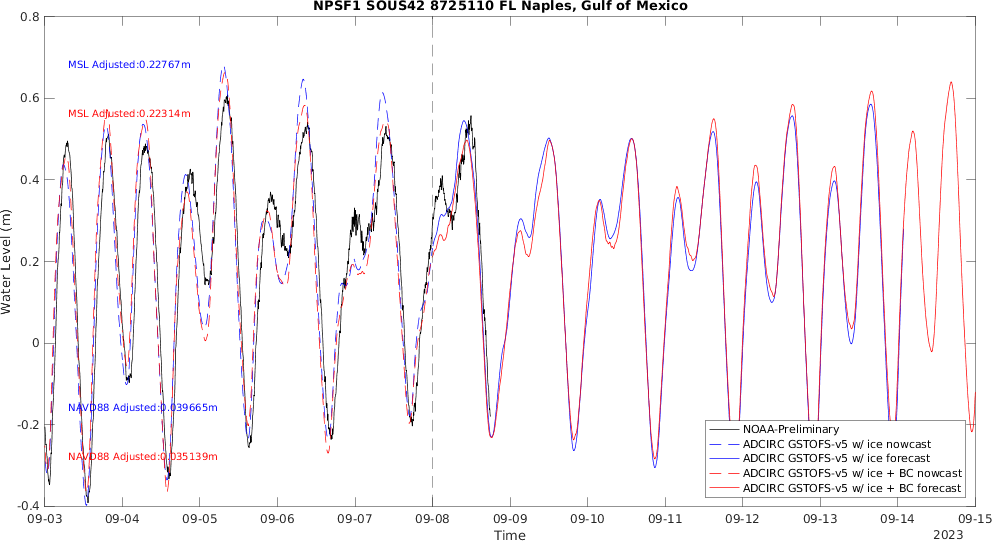 NPSF1 SOUS42 8725110 FL Naples, Gulf of Mexico
0.8
0.6
0.4
0.2
0
-0.2
-0.4
Water Level (m)
MSL Adjusted:0.22767m
MSL Adjusted:0.22314m
NAVD88 Adjusted:0.039665m
NAVD88 Adjusted:0.035139m
NOAA-Preliminary
ADCIRC GSTOFS-v5 w/ ice nowcast
ADCIRC GSTOFS-v5 w/ ice forecast
ADCIRC GSTOFS-v5 w/ ice + BC nowcast
ADCIRC GSTOFS-v5 w/ ice + BC forecast
09-03 09-04 09-05 09-06 09-07 09-08 09-09 09-10 09-11 09-12 09-13 09-14 09-15
Time
2023